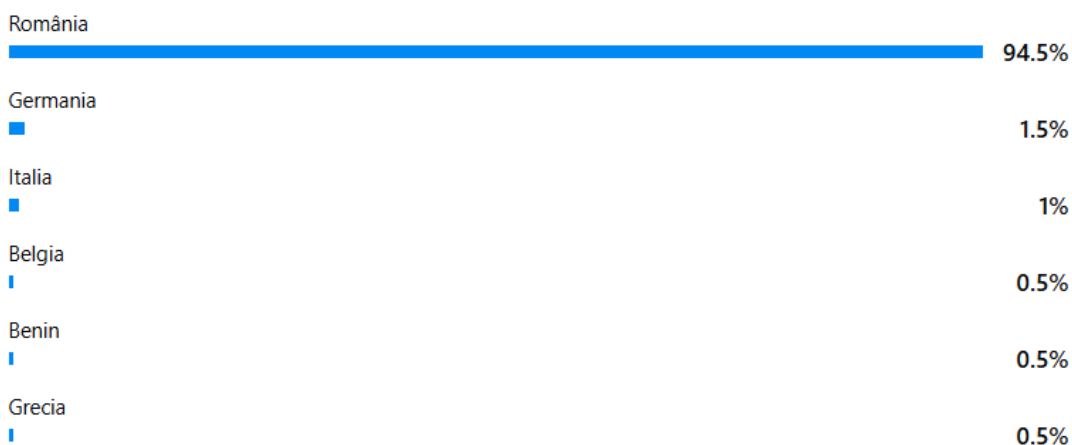 România
94.5%
Germania
1.5%
Italia
1%
Belgia
0.5%
Benin
0.5%
Grecia
0.5%